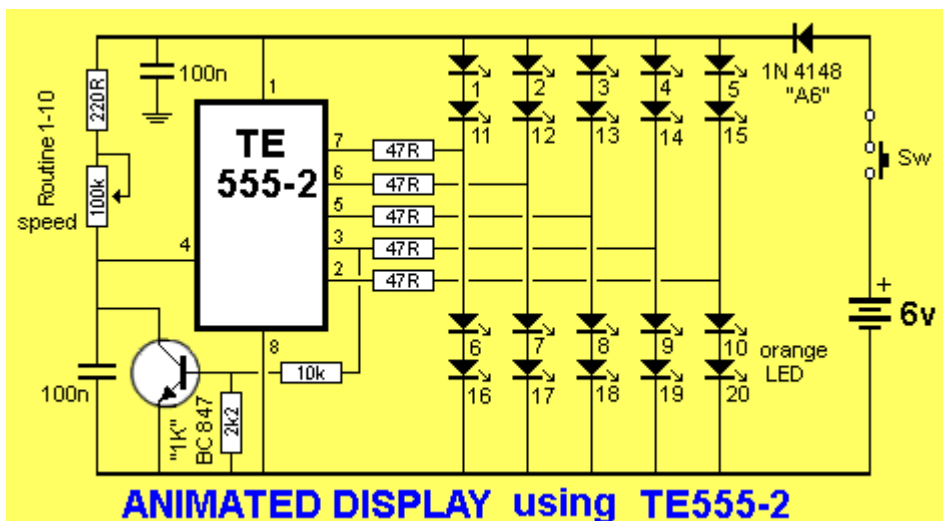 100n
1
220R
Routine 1-10
100k
speed
TE
555-2
4
8
7
6
5
3
2
47R
47R
47R
47R
47R
1
2
3
4
5
11
12
13
14
15
1N 4148
"A6"
Sw
+
6v
6
7
8
9
10
orange
LED
16
17
18
19
20
100n
"1K"
BC 847
2k2
10k
ANIMATED DISPLAY using TE555-2